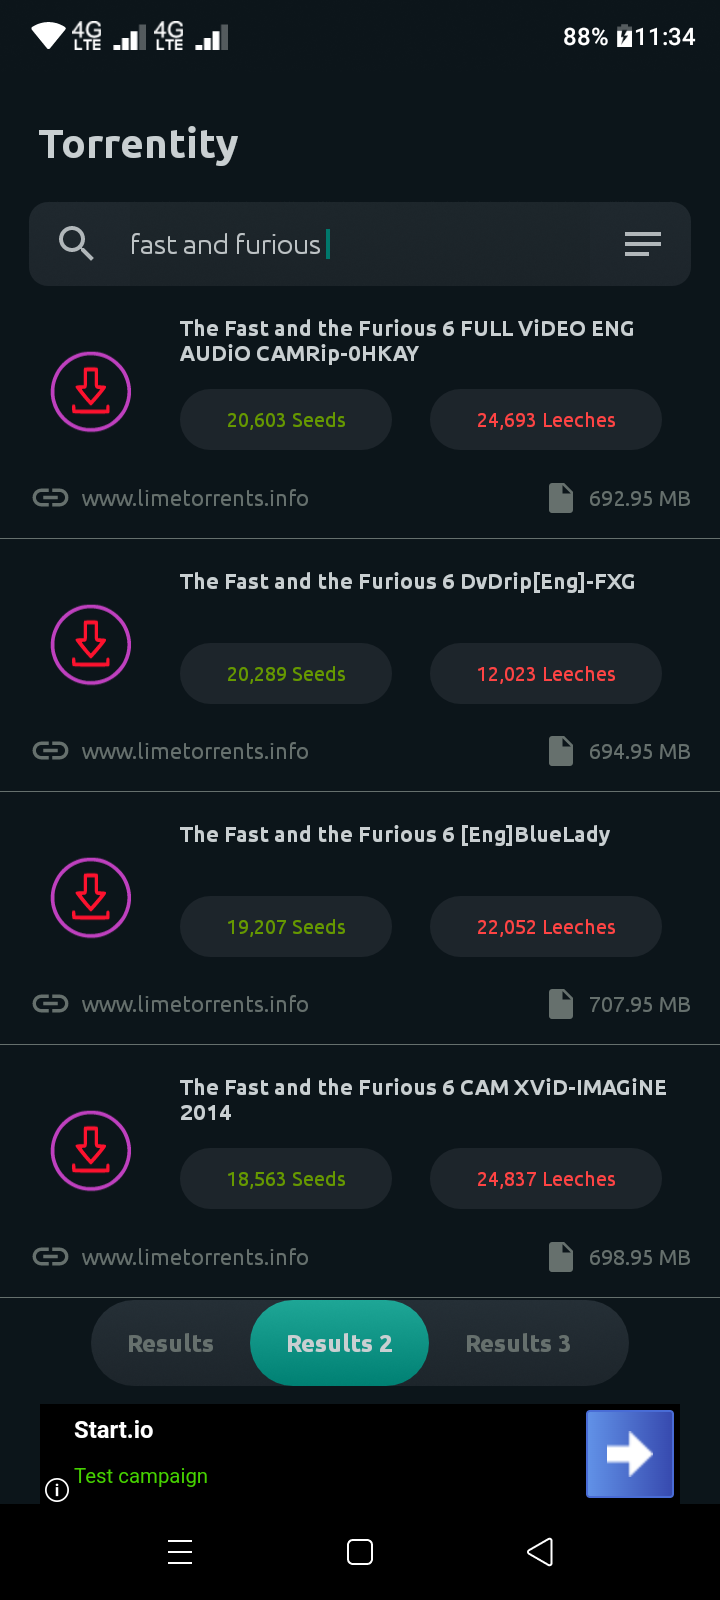 4G LTE 4G LTE 88% 11:34
Torrentity
fast and furious
The Fast and the Furious 6 FULL ViDEO ENG
AUDiO CAMRip-0HKAY
20,603 Seeds 24,693 Leeches
www.limetorrents.info 692.95 MB
The Fast and the Furious 6 DvDrip[Eng]-FXG
20,289 Seeds 12,023 Leeches
www.limetorrents.info 694.95 MB
The Fast and the Furious 6 [Eng]BlueLady
19,207 Seeds 22,052 Leeches
www.limetorrents.info 707.95 MB
The Fast and the Furious 6 CAM XViD-IMAGiNE
2014
18,563 Seeds 24,837 Leeches
www.limetorrents.info 698.95 MB
Results Results 2 Results 3
Start.io
Test campaign